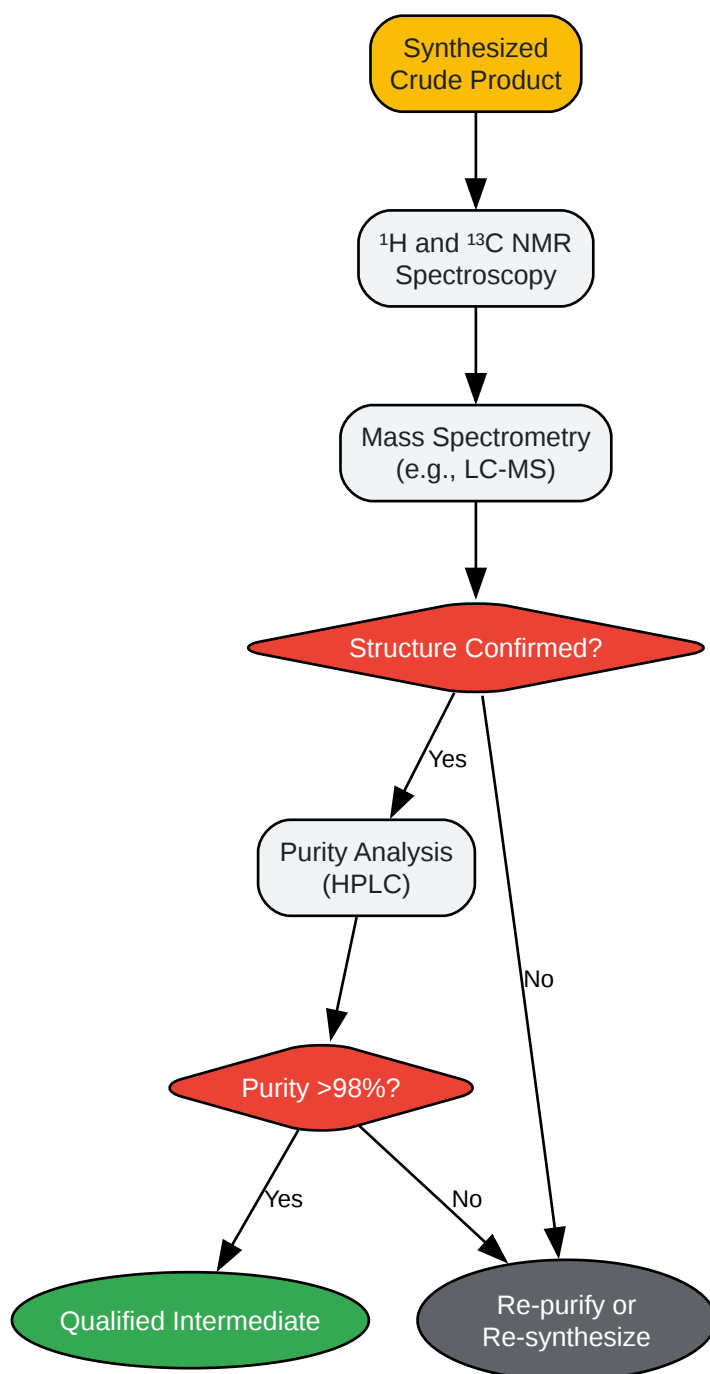 Synthesized
Crude Product
¹H and ¹³C NMR
Spectroscopy
Mass Spectrometry
(e.g., LC-MS)
Structure Confirmed?
Yes
Purity Analysis
(HPLC)
No
Purity >98%?
Yes
No
Qualified Intermediate
Re-purify or
Re-synthesize